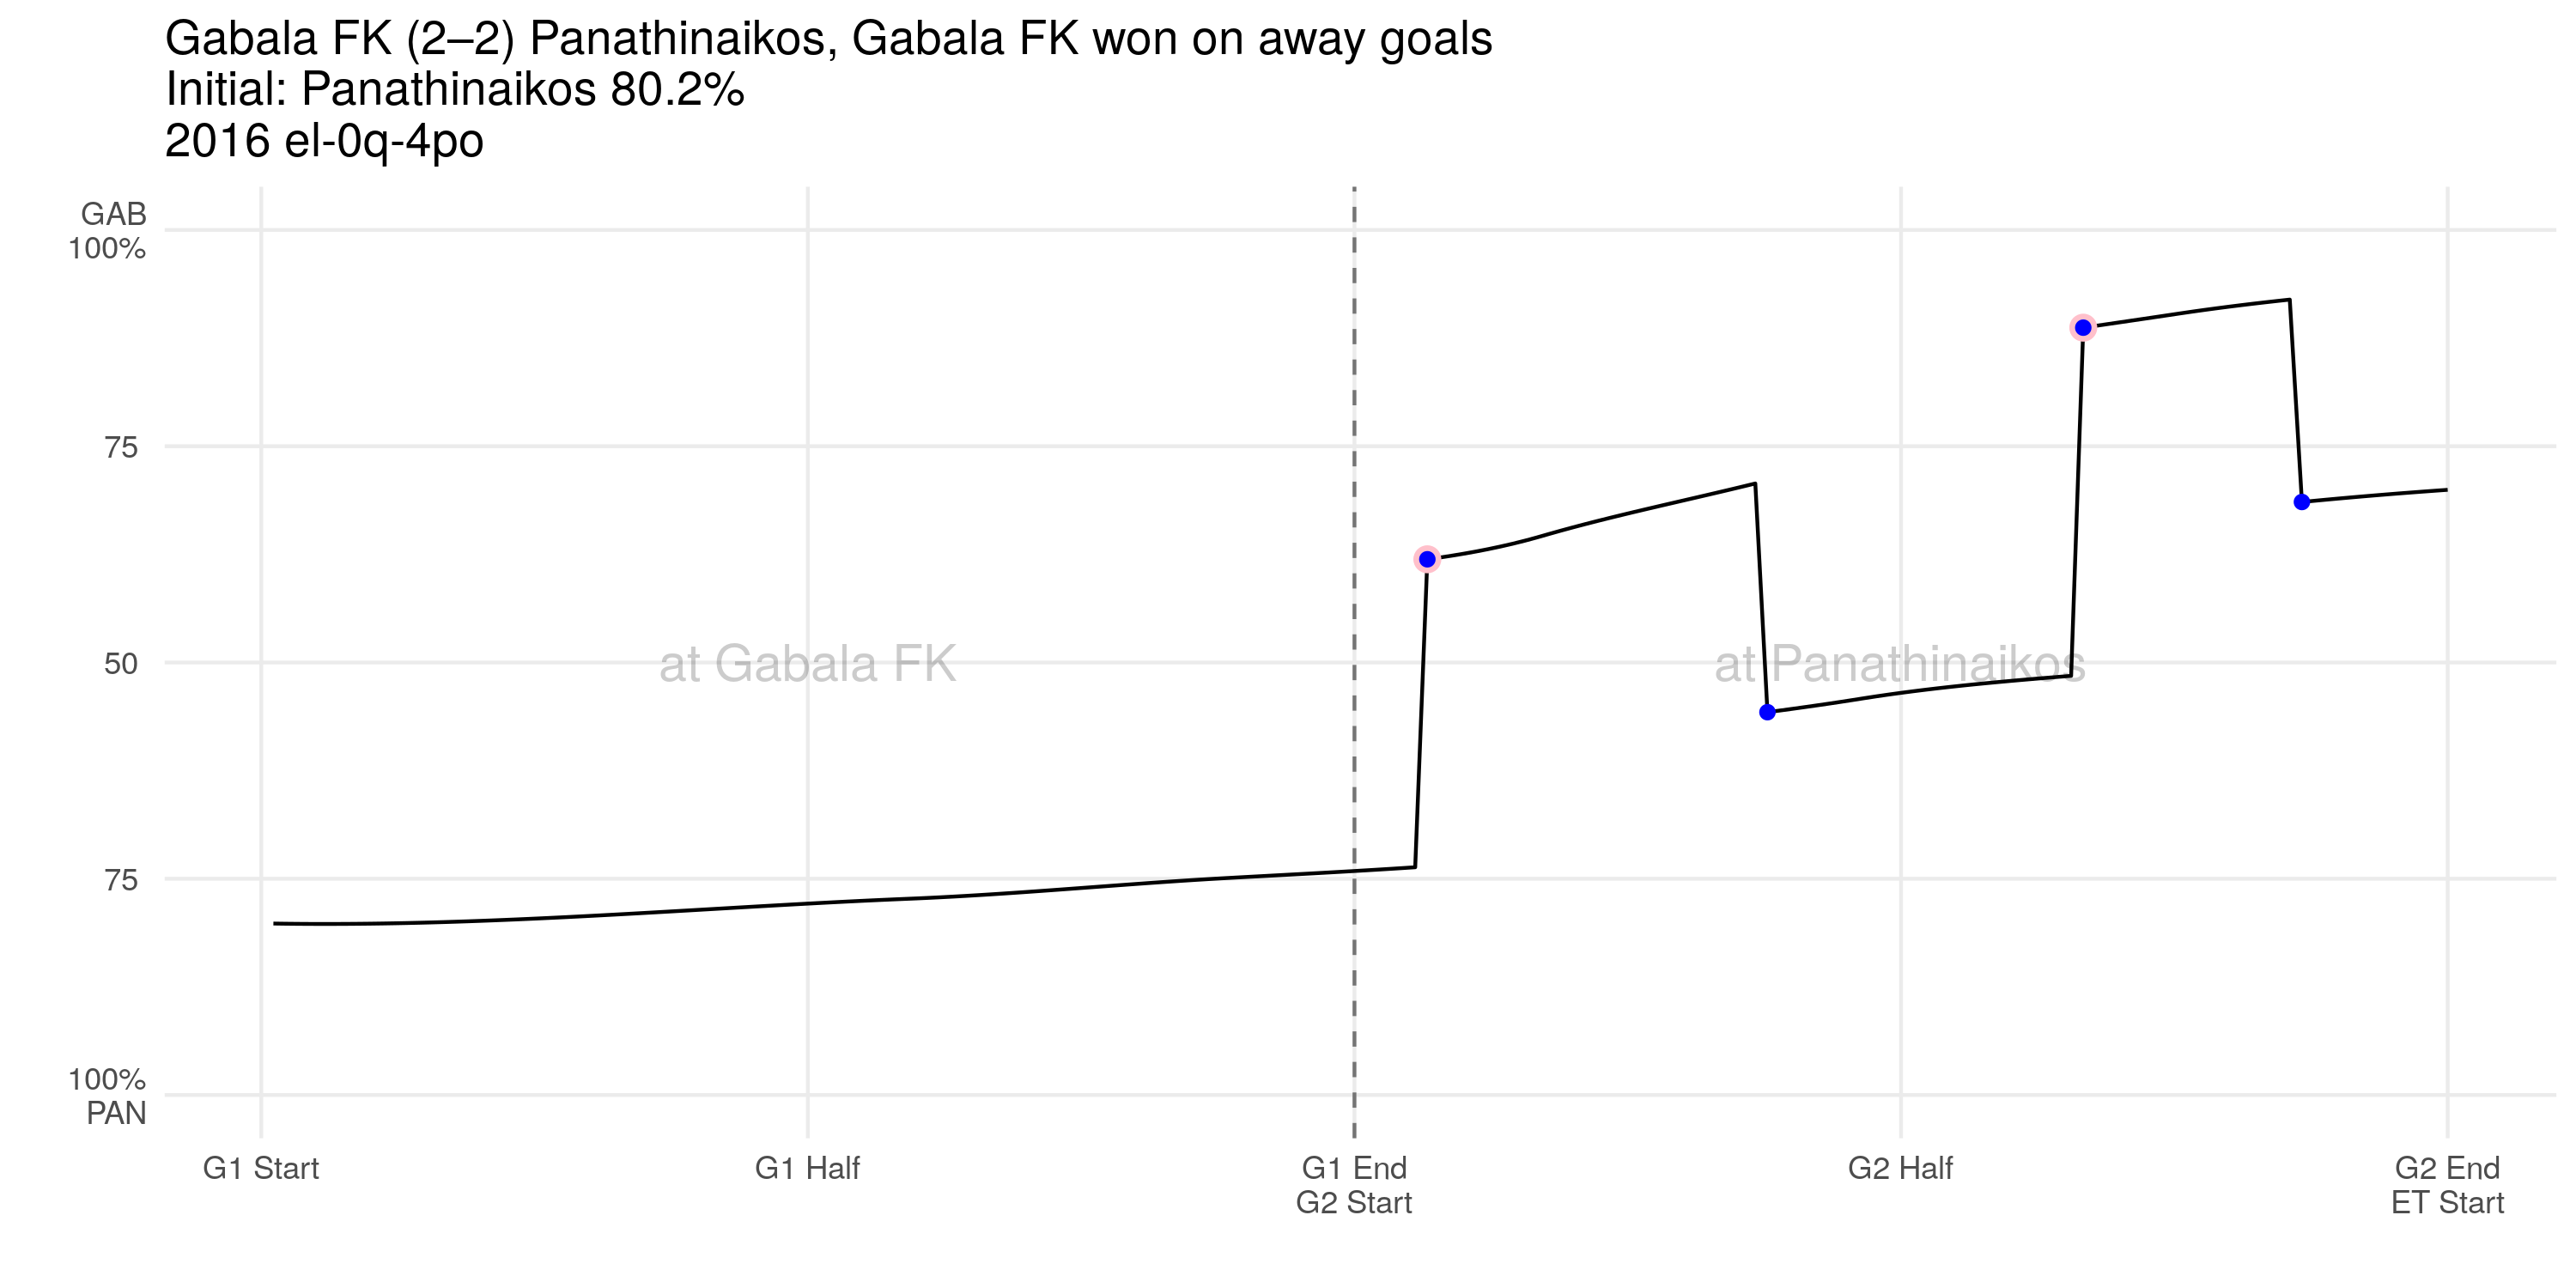 Gabala FK (2–2) Panathinaikos, Gabala FK won on away goals
Initial: Panathinaikos 80.2%
2016 el-0q-4po
GAB
100%
75
50
75
100%
PAN
at Gabala FK
at Panathinaikos
G1 Start
G1 Half
G1 End
G2 Start
G2 Half
G2 End
ET Start